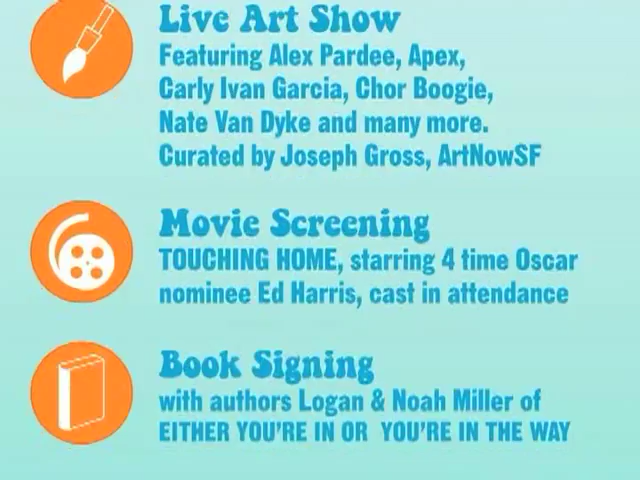 Live Art Show
Featuring Alex Pardee, Apex,
Carly Ivan Garcia, Chor Boogie,
Nate Van Dyke and many more.
Curated by Joseph Gross, ArtNowSF
Movie Screening
TOUCHING HOME, starring 4 time Oscar
nominee Ed Harris, cast in attendance
Book Signing
with authors Logan & Noah Miller of
EITHER YOU'RE IN OR YOU'RE IN THE WAY